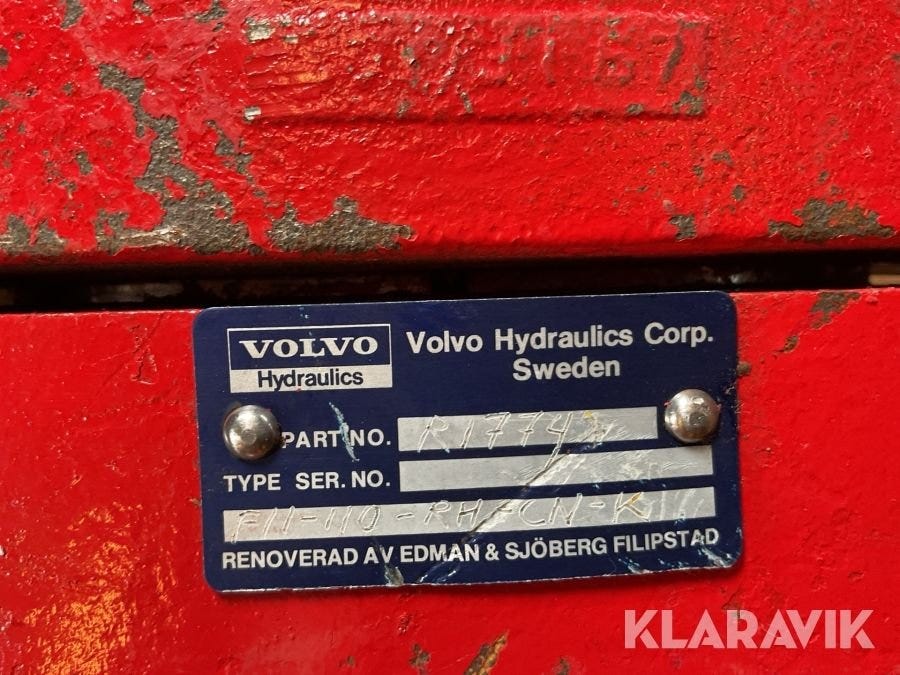 VOLVO
Hydraulics
Volvo Hydraulics Corp.
Sweden
PART NO.
TYPE SER. NO.
F11-110-RH-CN-K
RENOVERAD AV EDMAN & SJÖBERG FILIPSTAD
KLARAVIK